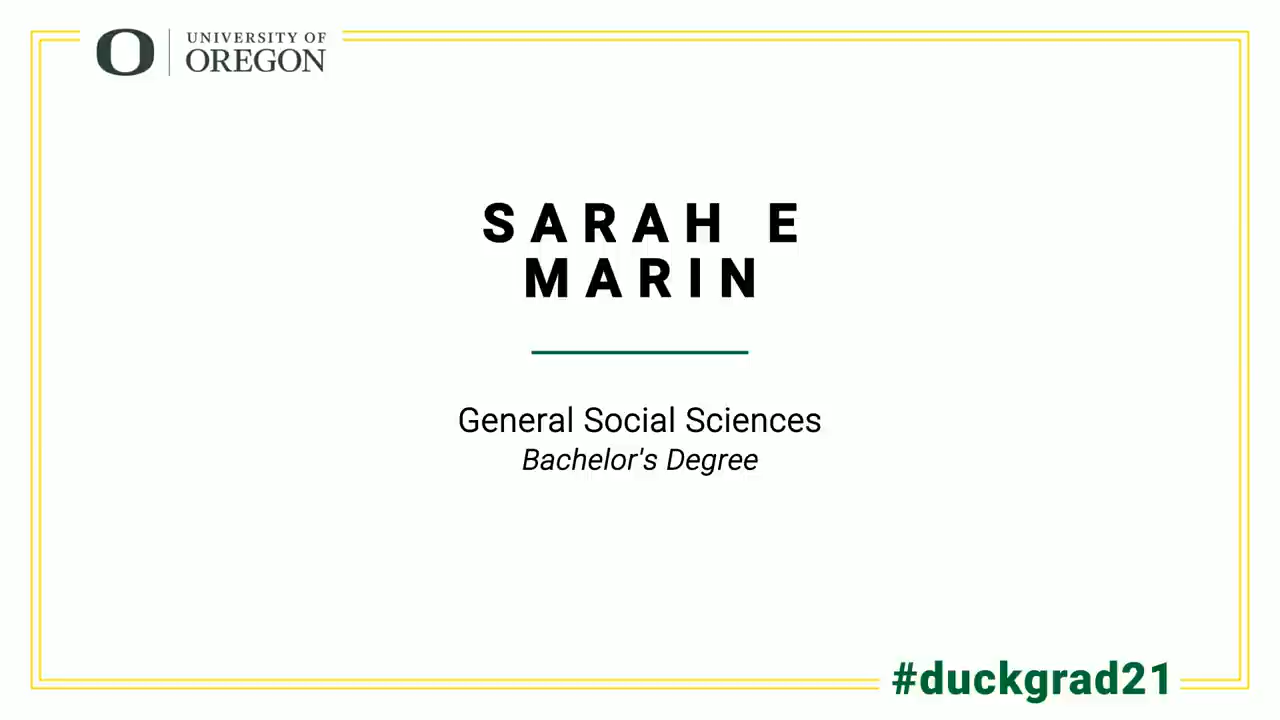 O
UNIVERSITY OF
OREGON
SARAH E
MARIN
General Social Sciences
Bachelor's Degree
#duckgrad21